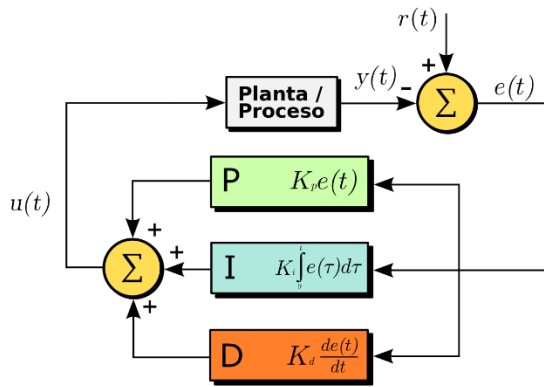 r(t)
y(t)
e(t)
+
-
Σ
Planta /
Proceso
u(t)
P K_p e(t)
+
I K_i ∫_0^t e(τ)dτ
+
Σ
+
D K_d de(t)/dt